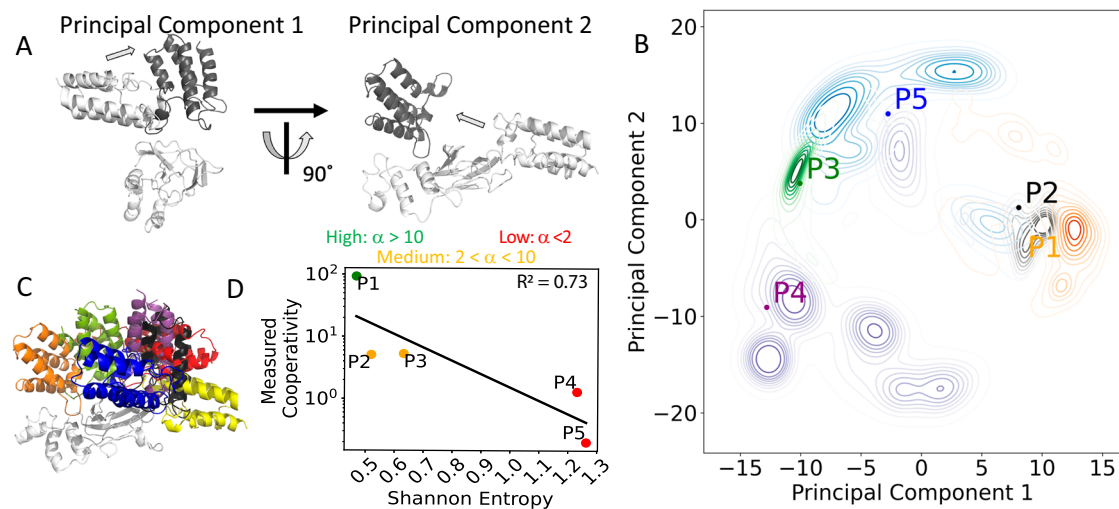 Principal Component 1
Principal Component 2
A
90°
B
20
10
0
−10
−20
Principal Component 2
P5
P3
P2
P1
P4
−15
−10
−5
0
5
10
15
Principal Component 1
C
D
High: α > 10
Low: α <2
Medium: 2 < α < 10
R² = 0.73
10²
10¹
10⁰
Measured
Cooperativity
P1
P2
P3
P4
P5
0.5
0.6
0.7
0.8
0.9
1.0
1.1
1.2
1.3
Shannon Entropy